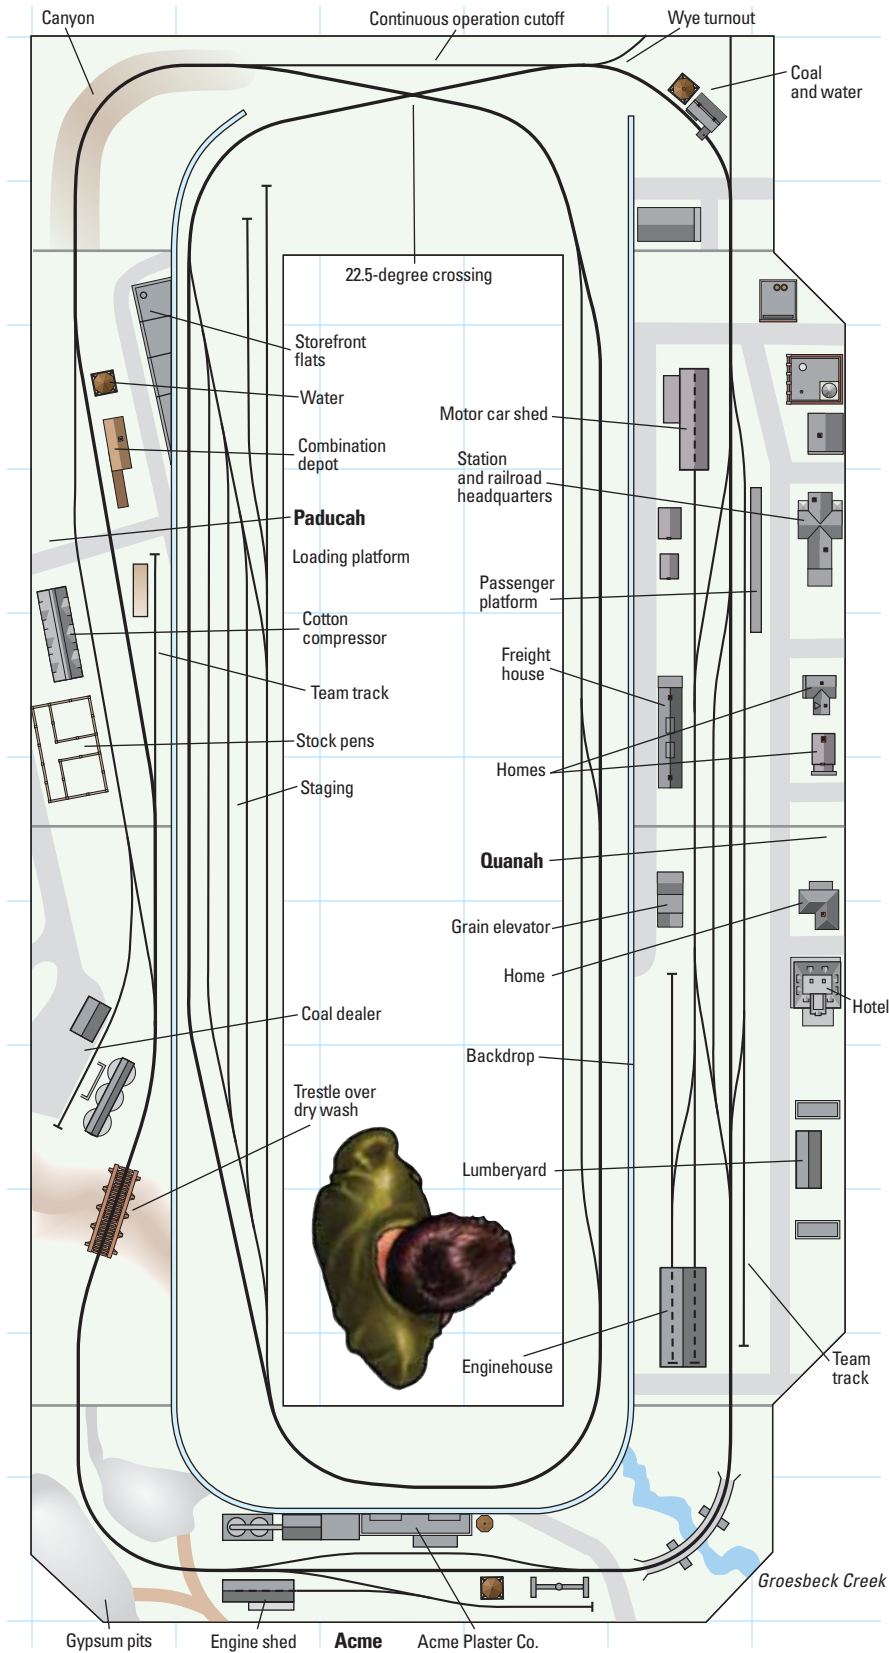 Canyon
Continuous operation cutoff
Wye turnout
Coal
and water
22.5-degree crossing
Storefront
flats
Water
Motor car shed
Combination
depot
Station
and railroad
headquarters
Paducah
Loading platform
Passenger
platform
Cotton
compressor
Freight
house
Team track
Stock pens
Homes
Staging
Quanah
Grain elevator
Home
Hotel
Coal dealer
Backdrop
Trestle over
dry wash
Lumberyard
Enginehouse
Team
track
Groesbeck Creek
Gypsum pits
Engine shed
Acme
Acme Plaster Co.